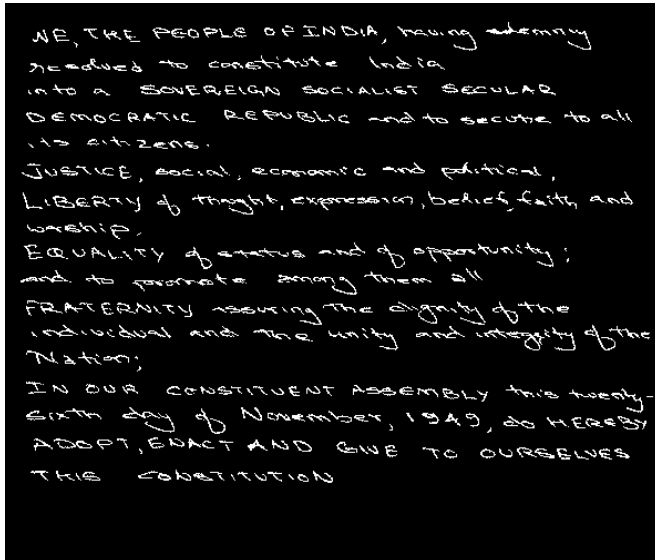 WE, THE PEOPLE OF INDIA, having solemnly
resolved to constitute India
into a SOVEREIGN SOCIALIST SECULAR
DEMOCRATIC REPUBLIC and to secure to all
its citizens.
JUSTICE, social, economic and political,
LIBERTY of thought, expression, belief, faith and
worship,
EQUALITY of status and of opportunity;
and to promote among them all
FRATERNITY assuring the dignity of the
individual and the unity and integrity of the
Nation;
IN OUR CONSTITUENT ASSEMBLY this twenty-
sixth day of November, 1949, do HEREBY
ADOPT, ENACT AND GIVE TO OURSELVES
THIS CONSTITUTION